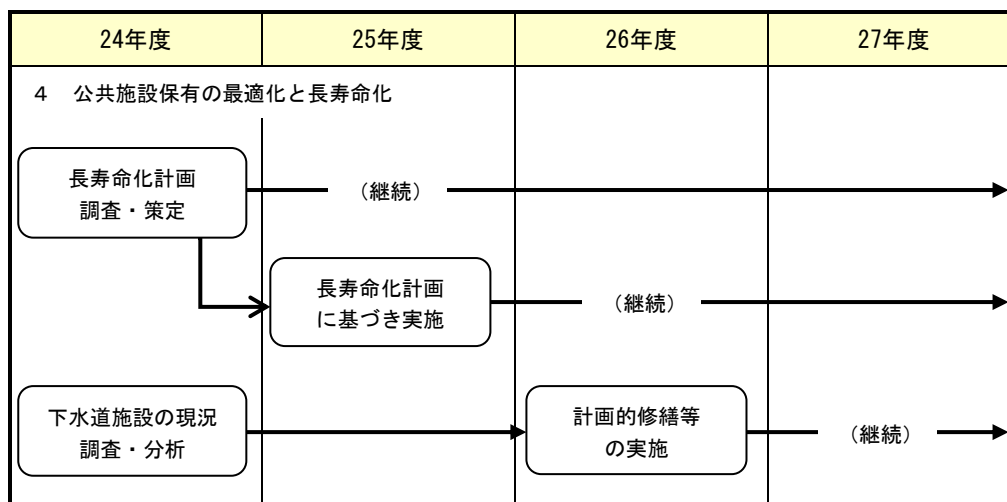 24年度
25年度
26年度
27年度
4 公共施設保有の最適化と長寿命化
長寿命化計画
調査・策定
(継続)
長寿命化計画
に基づき実施
(継続)
下水道施設の現況
調査・分析
計画的修繕等
の実施
(継続)